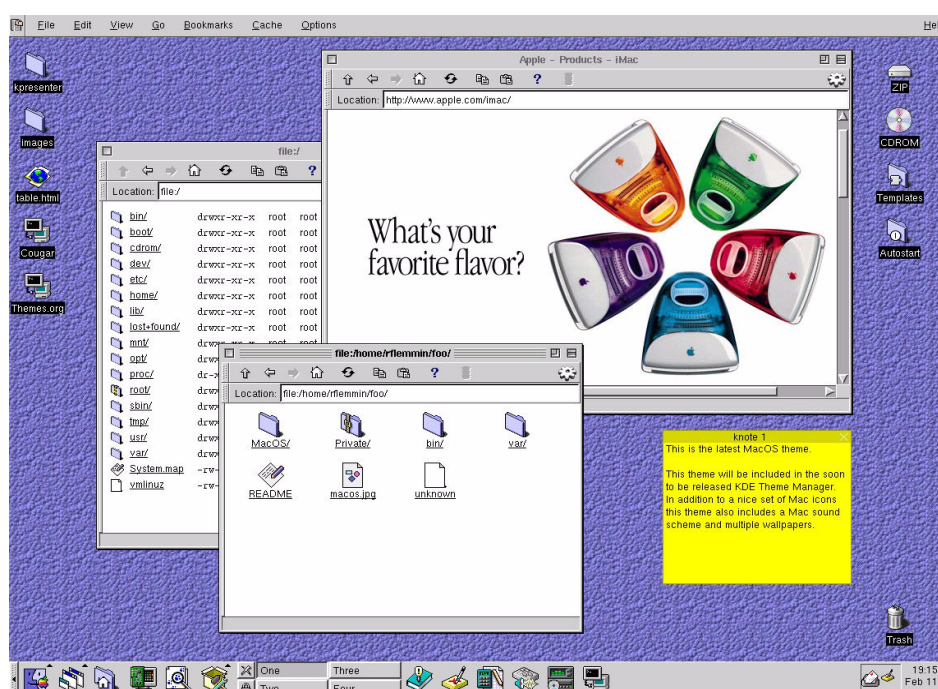 File Edit View Go Bookmarks Cache Options
kpresenter
images
table.html
Cougar
Themes.org
Apple - Products - iMac
Location: http://www.apple.com/imac/
What's your
favorite flavor?
ZIP
CDROM
Templates
Autostart
Trash
file:/
Location: file:/
bin/ drwxr-xr-x root root
boot/ drwxr-xr-x root root
cdrom/ drwxr-xr-x root root
dev/ drwxr-xr-x root root
etc/ drwxr-xr-x root root
home/ drwxr-xr-x root root
lib/ drwxr-xr-x root root
lost+found/ drwxr-xr-x root root
mnt/ drwxr-xr-x root root
opt/
proc/
root/
sbin/
tmp/
usr/
var/
System.map
vmlinuz
file:/home/rflemmin/foo/
Location: file:/home/rflemmin/foo/
MacOS/ Private/ bin/ var/
README macos.jpg unknown
knote 1
This is the latest MacOS theme.
This theme will be included in the soon
to be released KDE Theme Manager.
In addition to a nice set of Mac icons
this theme also includes a Mac sound
scheme and multiple wallpapers.
One Three
Two Four
19:15
Feb 11